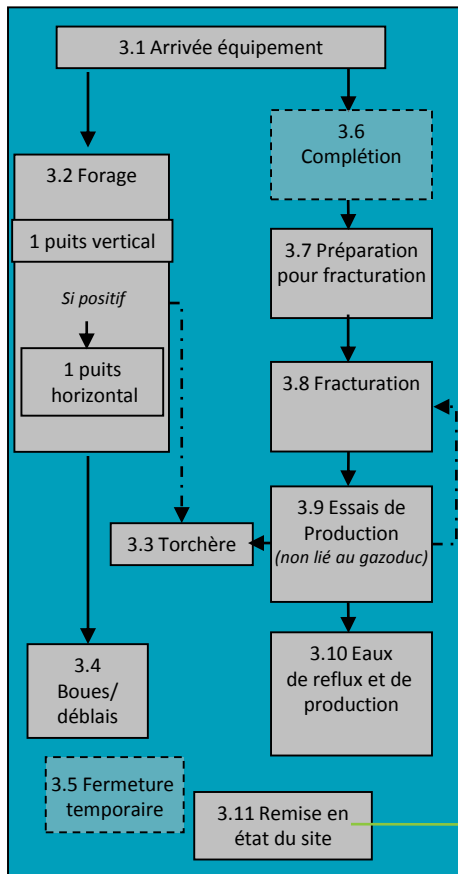 3.1 Arrivée équipement
3.2 Forage
1 puits vertical
Si positif
1 puits
horizontal
3.3 Torchère
3.4
Boues/
déblais
3.5 Fermeture
temporaire
3.6
Complétion
3.7 Préparation
pour fracturation
3.8 Fracturation
3.9 Essais de
Production
(non lié au gazoduc)
3.10 Eaux
de reflux et de
production
3.11 Remise en
état du site